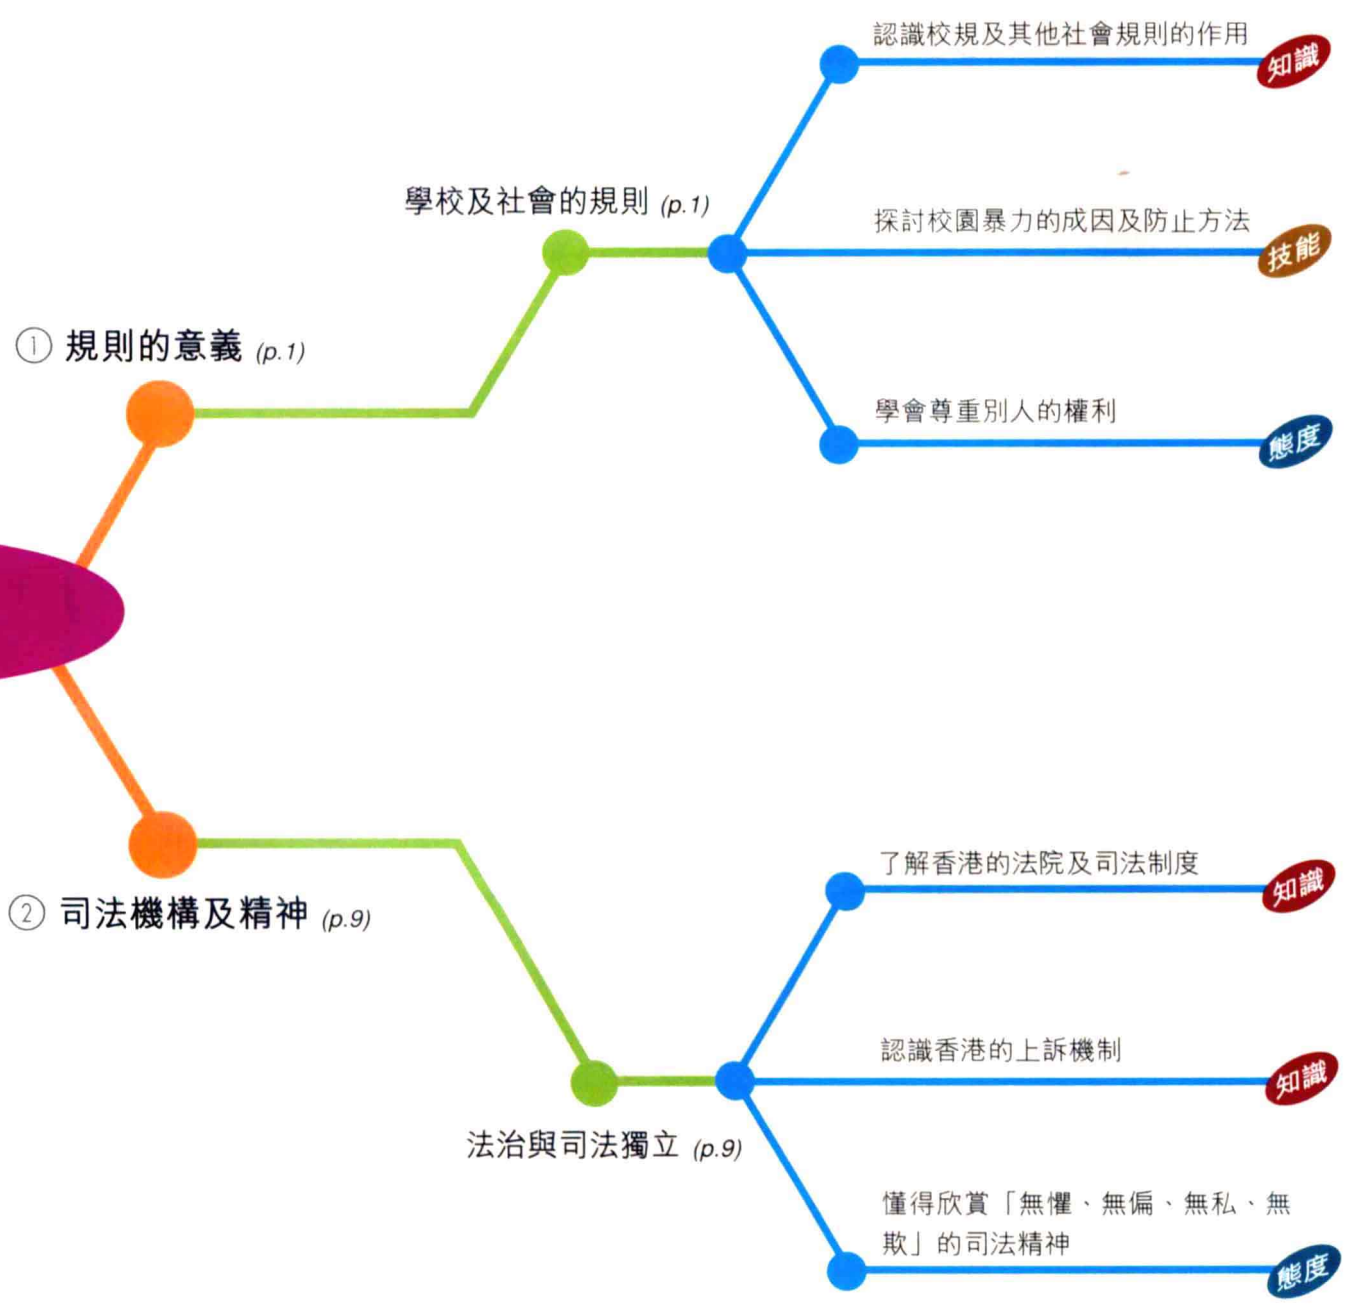 認識校規及其他社會規則的作用 知識
學校及社會的規則 (p.1)
探討校園暴力的成因及防止方法 技能
① 規則的意義 (p.1)
學會尊重別人的權利 態度
了解香港的法院及司法制度 知識
② 司法機構及精神 (p.9)
認識香港的上訴機制 知識
法治與司法獨立 (p.9)
懂得欣賞「無懼、無偏、無私、無
欺」的司法精神 態度